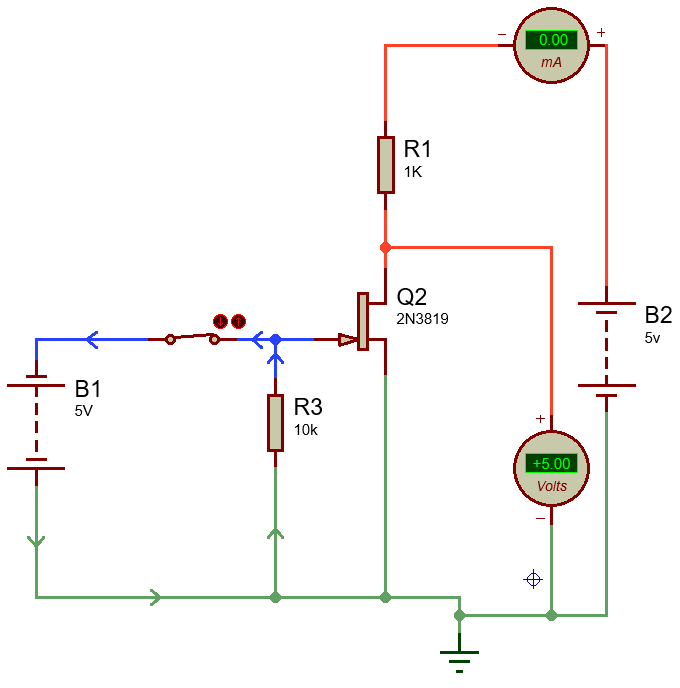 0.00
mA
− +
R1
1K
Q2
2N3819
B2
5v
B1
5V
R3
10k
+
+5.00
Volts
−